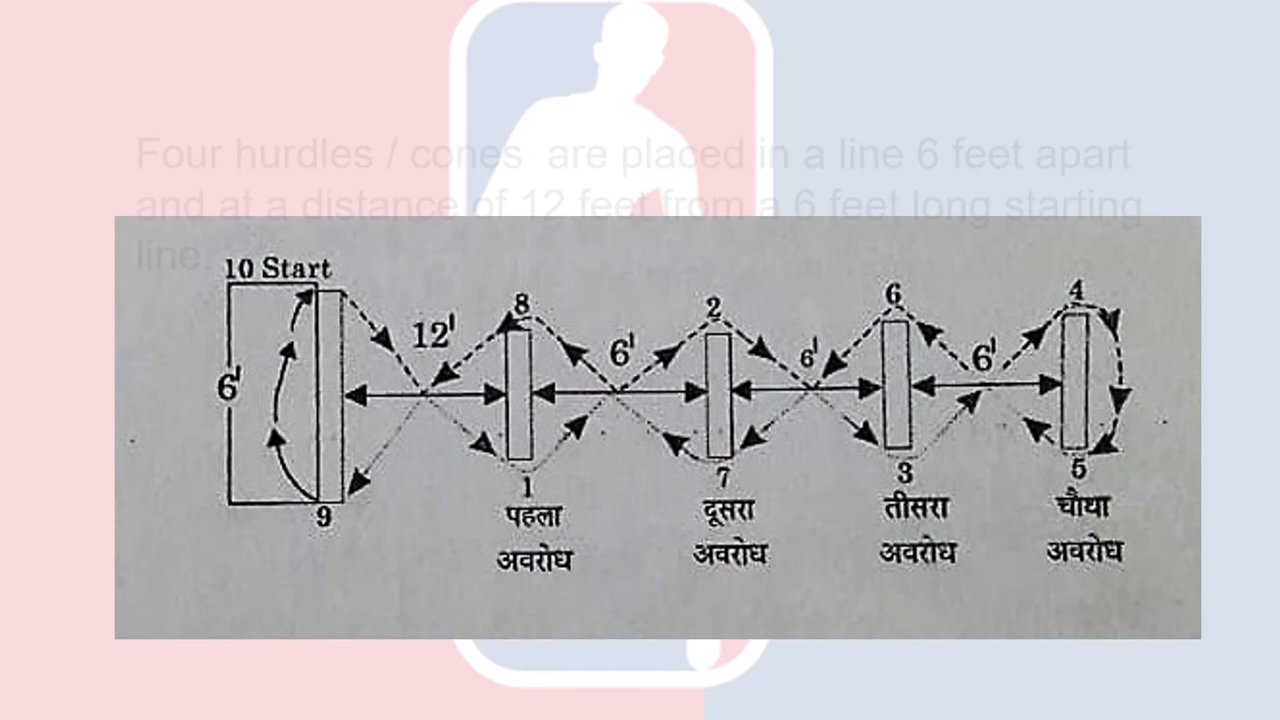 Four hurdles / cones are placed in a line 6 feet apart
and at a distance of 12 feet from a 6 feet long starting
line.
10 Start
8
2
6
4
12'
6'
6'
6'
6'
9
1
7
3
5
पहला
दूसरा
तीसरा
चौथा
अवरोध
अवरोध
अवरोध
अवरोध